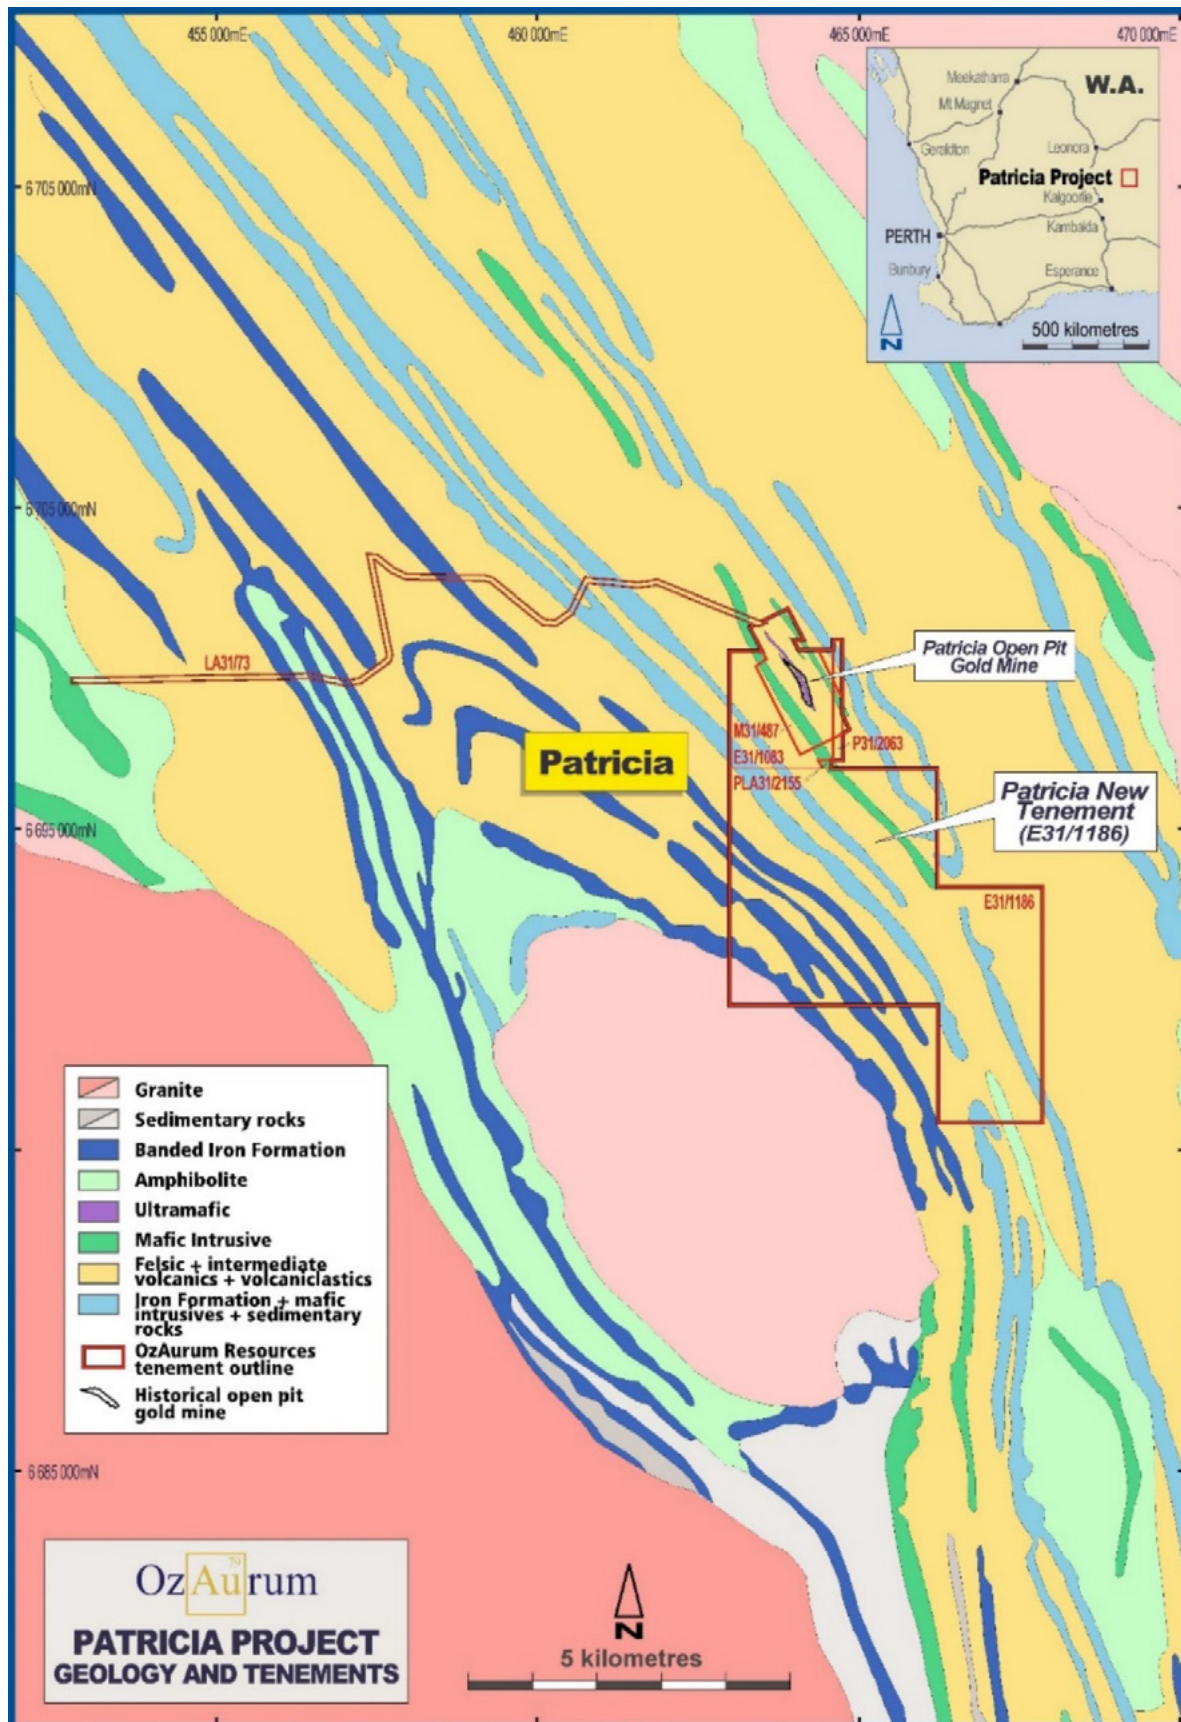 455 000mE
460 000mE
465 000mE
470 000mE
W.A.
Meekatharra
Mt Magnet
Geraldton
Leonora
Patricia Project
Kalgoorlie
Kambalda
PERTH
Bunbury
Esperance
N
500 kilometres
6 705 000mN
6 705 000mN
LA31/73
Patricia Open Pit
Gold Mine
M31/487
P31/2063
E31/1083
PLA31/2155
Patricia
Patricia New
Tenement
(E31/1186)
6 695 000mN
E31/1186
Granite
Sedimentary rocks
Banded Iron Formation
Amphibolite
Ultramafic
Mafic Intrusive
Felsic + intermediate
volcanics + volcaniclastics
Iron Formation + mafic
intrusives + sedimentary
rocks
OzAurum Resources
tenement outline
Historical open pit
gold mine
6 685 000mN
79
OzAurum
PATRICIA PROJECT
GEOLOGY AND TENEMENTS
N
5 kilometres